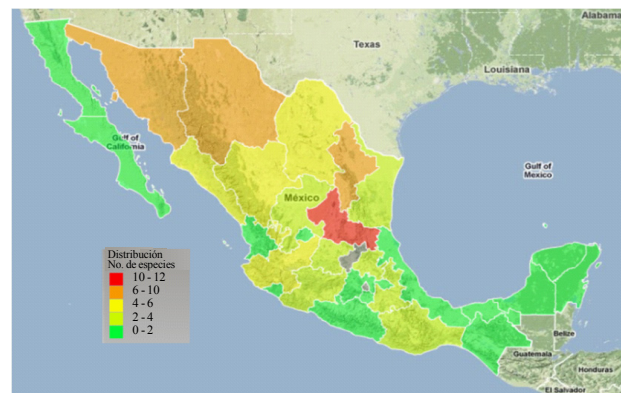 Alabama
Texas
Louisiana
Gulf of
California
Gulf of
Mexico
México
Distribución
No. de especies
10 - 12
6 - 10
4 - 6
2 - 4
0 - 2
Belize
Guatemala
Honduras
El Salvador